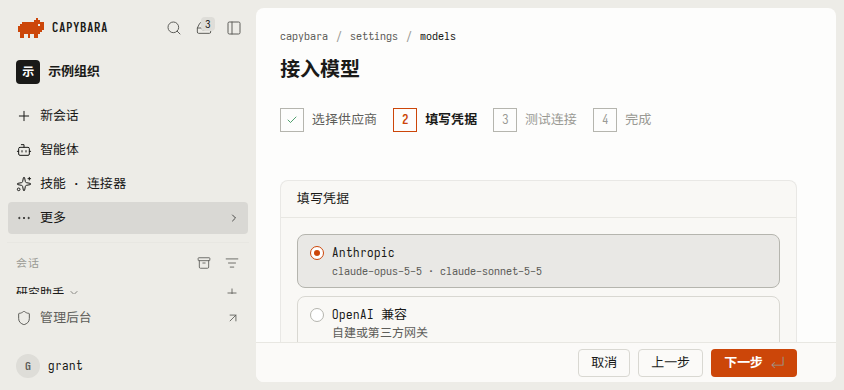 CAPYBARA
3
示 示例组织
新会话
智能体
技能 · 连接器
更多
会话
研究助手
管理后台
G grant
capybara / settings / models
接入模型
选择供应商 2 填写凭据 3 测试连接 4 完成
填写凭据
Anthropic
claude-opus-5-5 · claude-sonnet-5-5
OpenAI 兼容
自建或第三方网关
取消 上一步 下一步